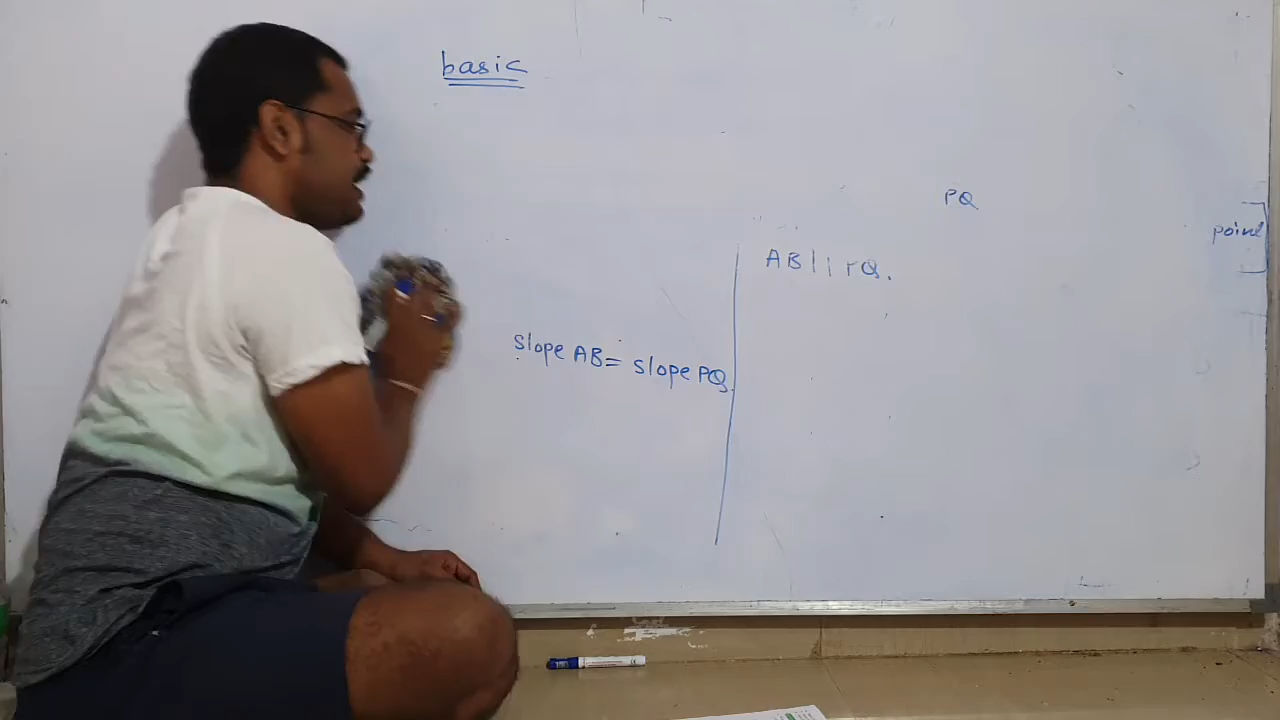 basic
PQ
point
AB || PQ.
slope AB = slope PQ.